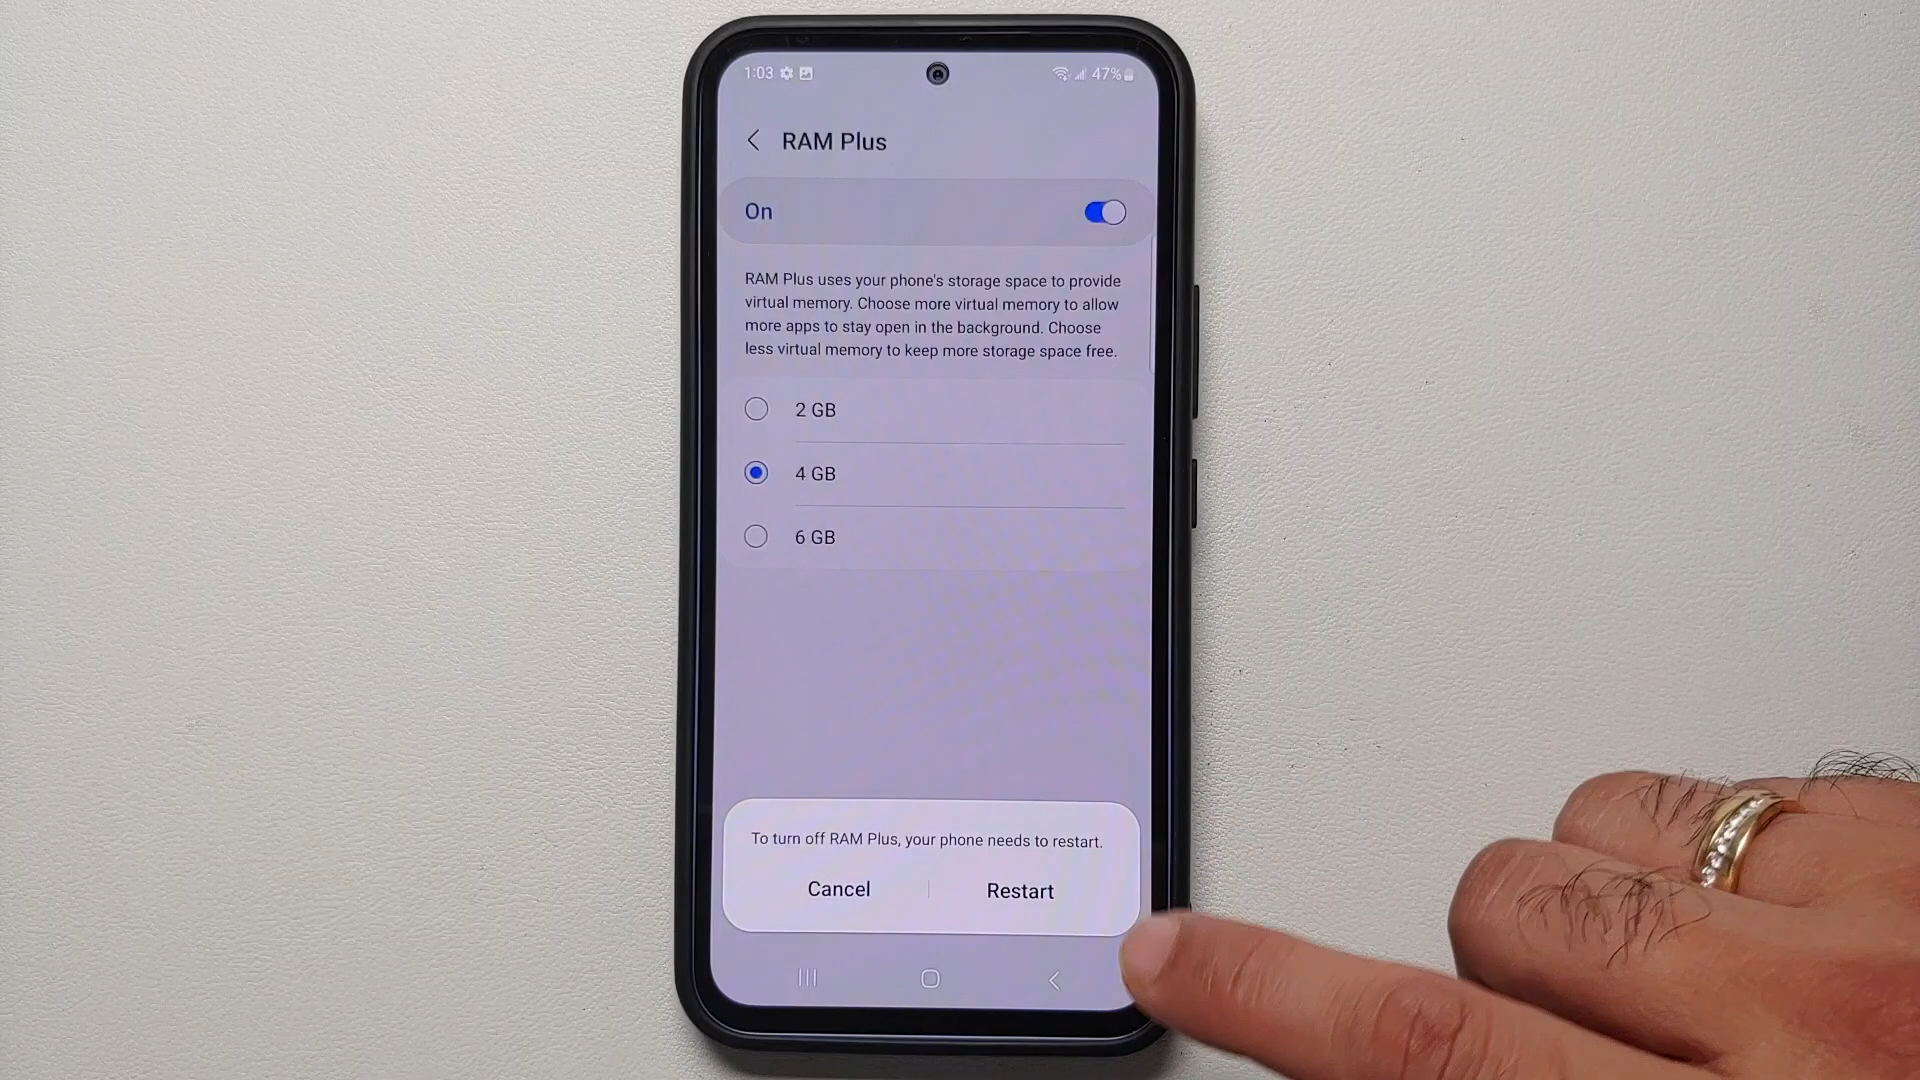 1:03 47%
RAM Plus
On
RAM Plus uses your phone's storage space to provide
virtual memory. Choose more virtual memory to allow
more apps to stay open in the background. Choose
less virtual memory to keep more storage space free.
2 GB
4 GB
6 GB
To turn off RAM Plus, your phone needs to restart.
Cancel Restart